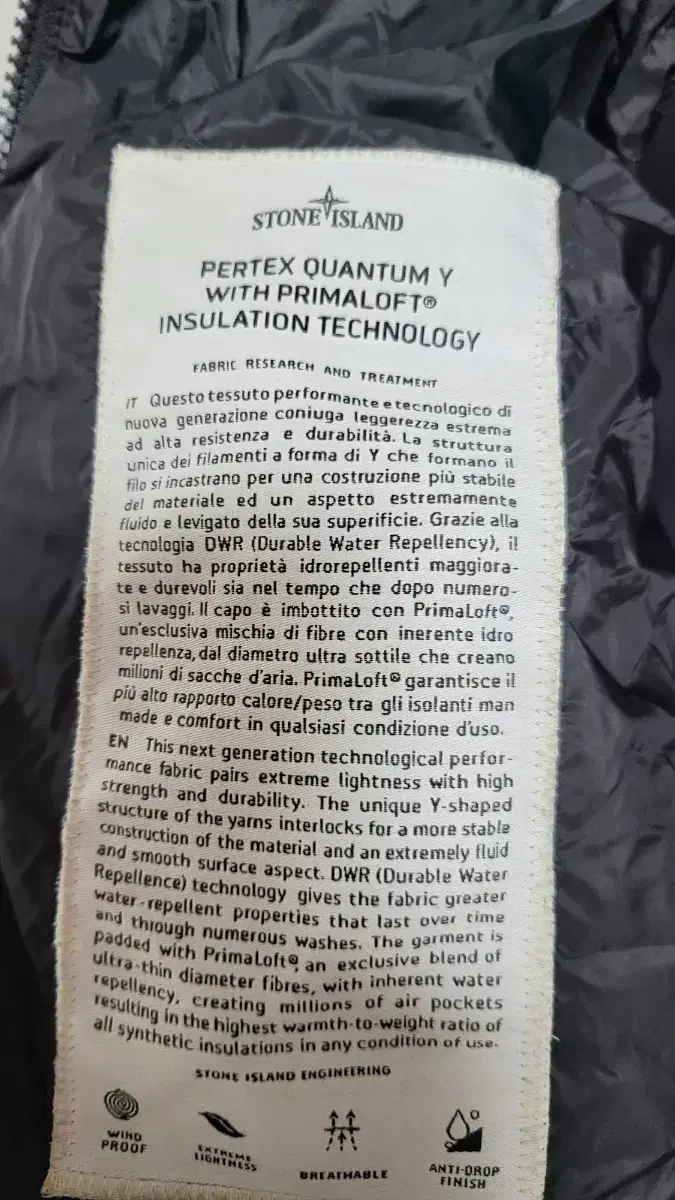 STONE ISLAND
PERTEX QUANTUM Y
WITH PRIMALOFT®
INSULATION TECHNOLOGY
FABRIC RESEARCH AND TREATMENT
IT Questo tessuto performante e tecnologico di
nuova generazione coniuga leggerezza estrema
ad alta resistenza e durabilità. La struttura
unica dei filamenti a forma di Y che formano il
filo si incastrano per una costruzione più stabile
del materiale ed un aspetto estremamente
fluido e levigato della sua superificie. Grazie alla
tecnologia DWR (Durable Water Repellency), il
tessuto ha proprietà idrorepellenti maggiora-
te e durevoli sia nel tempo che dopo numero-
si lavaggi. Il capo è imbottito con PrimaLoft®,
un'esclusiva mischia di fibre con inerente idro
repellenza, dal diametro ultra sottile che creano
milioni di sacche d'aria. PrimaLoft® garantisce il
più alto rapporto calore/peso tra gli isolanti man
made e comfort in qualsiasi condizione d'uso.
EN This next generation technological perfor-
mance fabric pairs extreme lightness with high
strength and durability. The unique Y-shaped
structure of the yarns interlocks for a more stable
construction of the material and an extremely fluid
and smooth surface aspect. DWR (Durable Water
Repellence) technology gives the fabric greater
water-repellent properties that last over time
and through numerous washes. The garment is
padded with PrimaLoft®, an exclusive blend of
ultra-thin diameter fibres, with inherent water
repellency, creating millions of air pockets
resulting in the highest warmth-to-weight ratio of
all synthetic insulations in any condition of use.
STONE ISLAND ENGINEERING
WIND
PROOF
EXTREME
LIGHTNESS
BREATHABLE
ANTI-DROP
FINISH